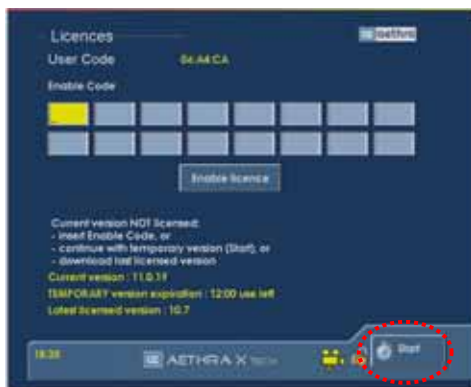 Licences
aethra
User Code 0c.A4:CA
Enable Code
Enable licence
Current version NOT licensed:
- insert Enable Code, or
- continue with temporary version (Start), or
- download last licensed version
Current version : 11.0.19
TEMPORARY version expiration : 12:00 use left
Latest licensed version : 10.7
18.38 AETHRA X TECH Start